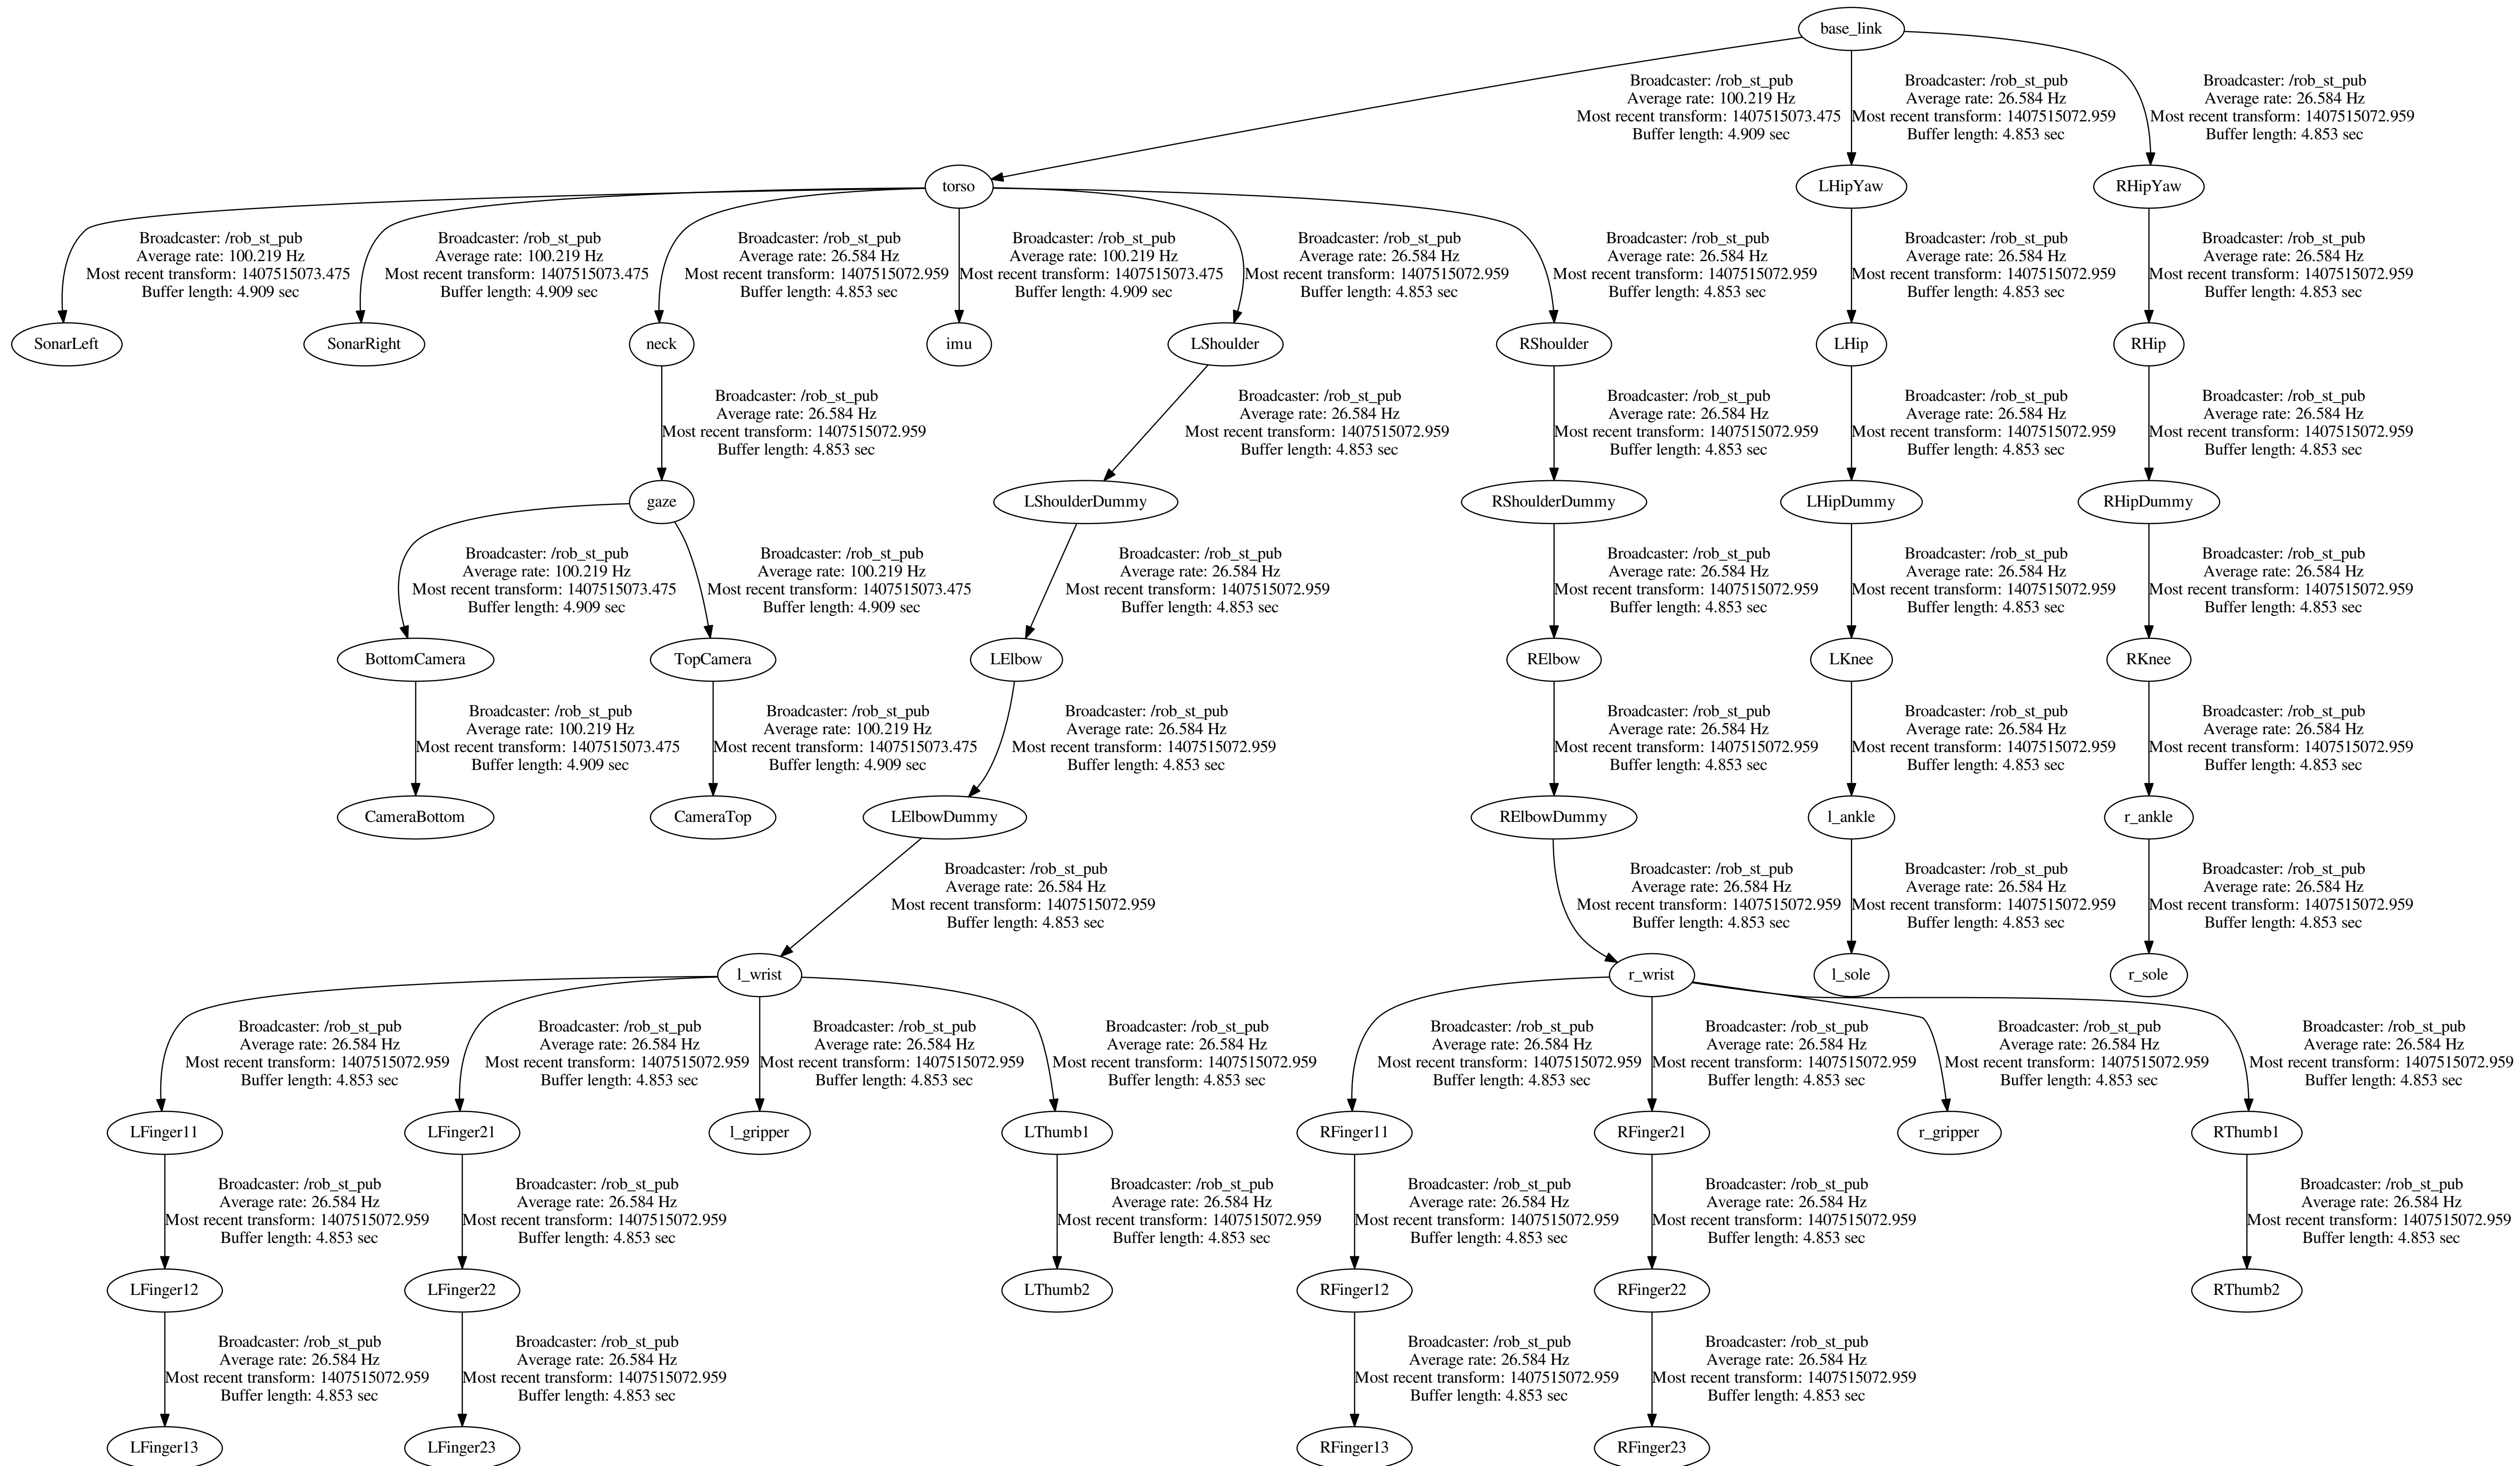 base_link
Broadcaster: /rob_st_pub
Average rate: 100.219 Hz
Most recent transform: 1407515073.475
Buffer length: 4.909 sec
Broadcaster: /rob_st_pub
Average rate: 26.584 Hz
Most recent transform: 1407515072.959
Buffer length: 4.853 sec
Broadcaster: /rob_st_pub
Average rate: 26.584 Hz
Most recent transform: 1407515072.959
Buffer length: 4.853 sec
torso
LHipYaw
RHipYaw
Broadcaster: /rob_st_pub
Average rate: 100.219 Hz
Most recent transform: 1407515073.475
Buffer length: 4.909 sec
Broadcaster: /rob_st_pub
Average rate: 100.219 Hz
Most recent transform: 1407515073.475
Buffer length: 4.909 sec
Broadcaster: /rob_st_pub
Average rate: 26.584 Hz
Most recent transform: 1407515072.959
Buffer length: 4.853 sec
Broadcaster: /rob_st_pub
Average rate: 100.219 Hz
Most recent transform: 1407515073.475
Buffer length: 4.909 sec
Broadcaster: /rob_st_pub
Average rate: 26.584 Hz
Most recent transform: 1407515072.959
Buffer length: 4.853 sec
Broadcaster: /rob_st_pub
Average rate: 26.584 Hz
Most recent transform: 1407515072.959
Buffer length: 4.853 sec
Broadcaster: /rob_st_pub
Average rate: 26.584 Hz
Most recent transform: 1407515072.959
Buffer length: 4.853 sec
Broadcaster: /rob_st_pub
Average rate: 26.584 Hz
Most recent transform: 1407515072.959
Buffer length: 4.853 sec
SonarLeft
SonarRight
neck
imu
LShoulder
RShoulder
LHip
RHip
Broadcaster: /rob_st_pub
Average rate: 26.584 Hz
Most recent transform: 1407515072.959
Buffer length: 4.853 sec
Broadcaster: /rob_st_pub
Average rate: 26.584 Hz
Most recent transform: 1407515072.959
Buffer length: 4.853 sec
Broadcaster: /rob_st_pub
Average rate: 26.584 Hz
Most recent transform: 1407515072.959
Buffer length: 4.853 sec
Broadcaster: /rob_st_pub
Average rate: 26.584 Hz
Most recent transform: 1407515072.959
Buffer length: 4.853 sec
Broadcaster: /rob_st_pub
Average rate: 26.584 Hz
Most recent transform: 1407515072.959
Buffer length: 4.853 sec
gaze
LShoulderDummy
RShoulderDummy
LHipDummy
RHipDummy
Broadcaster: /rob_st_pub
Average rate: 100.219 Hz
Most recent transform: 1407515073.475
Buffer length: 4.909 sec
Broadcaster: /rob_st_pub
Average rate: 100.219 Hz
Most recent transform: 1407515073.475
Buffer length: 4.909 sec
Broadcaster: /rob_st_pub
Average rate: 26.584 Hz
Most recent transform: 1407515072.959
Buffer length: 4.853 sec
Broadcaster: /rob_st_pub
Average rate: 26.584 Hz
Most recent transform: 1407515072.959
Buffer length: 4.853 sec
Broadcaster: /rob_st_pub
Average rate: 26.584 Hz
Most recent transform: 1407515072.959
Buffer length: 4.853 sec
Broadcaster: /rob_st_pub
Average rate: 26.584 Hz
Most recent transform: 1407515072.959
Buffer length: 4.853 sec
BottomCamera
TopCamera
LElbow
RElbow
LKnee
RKnee
Broadcaster: /rob_st_pub
Average rate: 100.219 Hz
Most recent transform: 1407515073.475
Buffer length: 4.909 sec
Broadcaster: /rob_st_pub
Average rate: 100.219 Hz
Most recent transform: 1407515073.475
Buffer length: 4.909 sec
Broadcaster: /rob_st_pub
Average rate: 26.584 Hz
Most recent transform: 1407515072.959
Buffer length: 4.853 sec
Broadcaster: /rob_st_pub
Average rate: 26.584 Hz
Most recent transform: 1407515072.959
Buffer length: 4.853 sec
Broadcaster: /rob_st_pub
Average rate: 26.584 Hz
Most recent transform: 1407515072.959
Buffer length: 4.853 sec
Broadcaster: /rob_st_pub
Average rate: 26.584 Hz
Most recent transform: 1407515072.959
Buffer length: 4.853 sec
CameraBottom
CameraTop
LElbowDummy
RElbowDummy
l_ankle
r_ankle
Broadcaster: /rob_st_pub
Average rate: 26.584 Hz
Most recent transform: 1407515072.959
Buffer length: 4.853 sec
Broadcaster: /rob_st_pub
Average rate: 26.584 Hz
Most recent transform: 1407515072.959
Buffer length: 4.853 sec
Broadcaster: /rob_st_pub
Average rate: 26.584 Hz
Most recent transform: 1407515072.959
Buffer length: 4.853 sec
Broadcaster: /rob_st_pub
Average rate: 26.584 Hz
Most recent transform: 1407515072.959
Buffer length: 4.853 sec
l_wrist
r_wrist
l_sole
r_sole
Broadcaster: /rob_st_pub
Average rate: 26.584 Hz
Most recent transform: 1407515072.959
Buffer length: 4.853 sec
Broadcaster: /rob_st_pub
Average rate: 26.584 Hz
Most recent transform: 1407515072.959
Buffer length: 4.853 sec
Broadcaster: /rob_st_pub
Average rate: 26.584 Hz
Most recent transform: 1407515072.959
Buffer length: 4.853 sec
Broadcaster: /rob_st_pub
Average rate: 26.584 Hz
Most recent transform: 1407515072.959
Buffer length: 4.853 sec
Broadcaster: /rob_st_pub
Average rate: 26.584 Hz
Most recent transform: 1407515072.959
Buffer length: 4.853 sec
Broadcaster: /rob_st_pub
Average rate: 26.584 Hz
Most recent transform: 1407515072.959
Buffer length: 4.853 sec
Broadcaster: /rob_st_pub
Average rate: 26.584 Hz
Most recent transform: 1407515072.959
Buffer length: 4.853 sec
Broadcaster: /rob_st_pub
Average rate: 26.584 Hz
Most recent transform: 1407515072.959
Buffer length: 4.853 sec
LFinger11
LFinger21
l_gripper
LThumb1
RFinger11
RFinger21
r_gripper
RThumb1
Broadcaster: /rob_st_pub
Average rate: 26.584 Hz
Most recent transform: 1407515072.959
Buffer length: 4.853 sec
Broadcaster: /rob_st_pub
Average rate: 26.584 Hz
Most recent transform: 1407515072.959
Buffer length: 4.853 sec
Broadcaster: /rob_st_pub
Average rate: 26.584 Hz
Most recent transform: 1407515072.959
Buffer length: 4.853 sec
Broadcaster: /rob_st_pub
Average rate: 26.584 Hz
Most recent transform: 1407515072.959
Buffer length: 4.853 sec
Broadcaster: /rob_st_pub
Average rate: 26.584 Hz
Most recent transform: 1407515072.959
Buffer length: 4.853 sec
Broadcaster: /rob_st_pub
Average rate: 26.584 Hz
Most recent transform: 1407515072.959
Buffer length: 4.853 sec
LFinger12
LFinger22
LThumb2
RFinger12
RFinger22
RThumb2
Broadcaster: /rob_st_pub
Average rate: 26.584 Hz
Most recent transform: 1407515072.959
Buffer length: 4.853 sec
Broadcaster: /rob_st_pub
Average rate: 26.584 Hz
Most recent transform: 1407515072.959
Buffer length: 4.853 sec
Broadcaster: /rob_st_pub
Average rate: 26.584 Hz
Most recent transform: 1407515072.959
Buffer length: 4.853 sec
Broadcaster: /rob_st_pub
Average rate: 26.584 Hz
Most recent transform: 1407515072.959
Buffer length: 4.853 sec
LFinger13
LFinger23
RFinger13
RFinger23